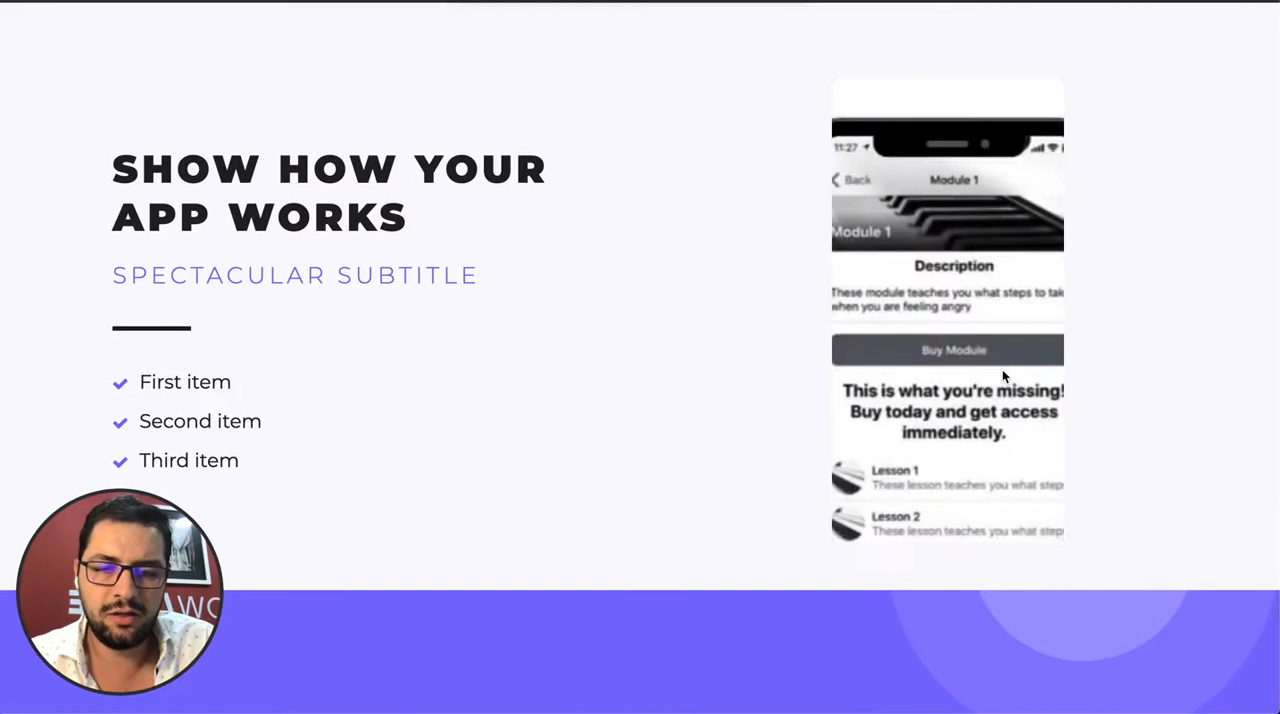 SHOW HOW YOUR
APP WORKS
SPECTACULAR SUBTITLE
First item
Second item
Third item
11:27
Back
Module 1
Module 1
Description
These module teaches you what steps to tak
when you are feeling angry
Buy Module
This is what you're missing!
Buy today and get access
immediately.
Lesson 1
These lesson teaches you what step
Lesson 2
These lesson teaches you what step